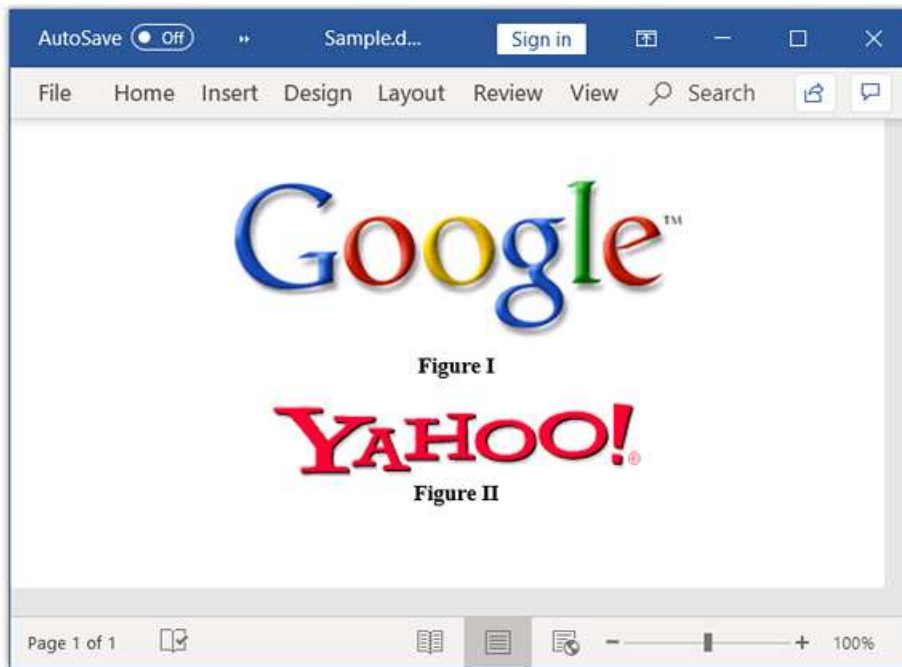 AutoSave Off Sample.d... Sign in
File Home Insert Design Layout Review View Search
Google™
Figure I
YAHOO!®
Figure II
Page 1 of 1 100%